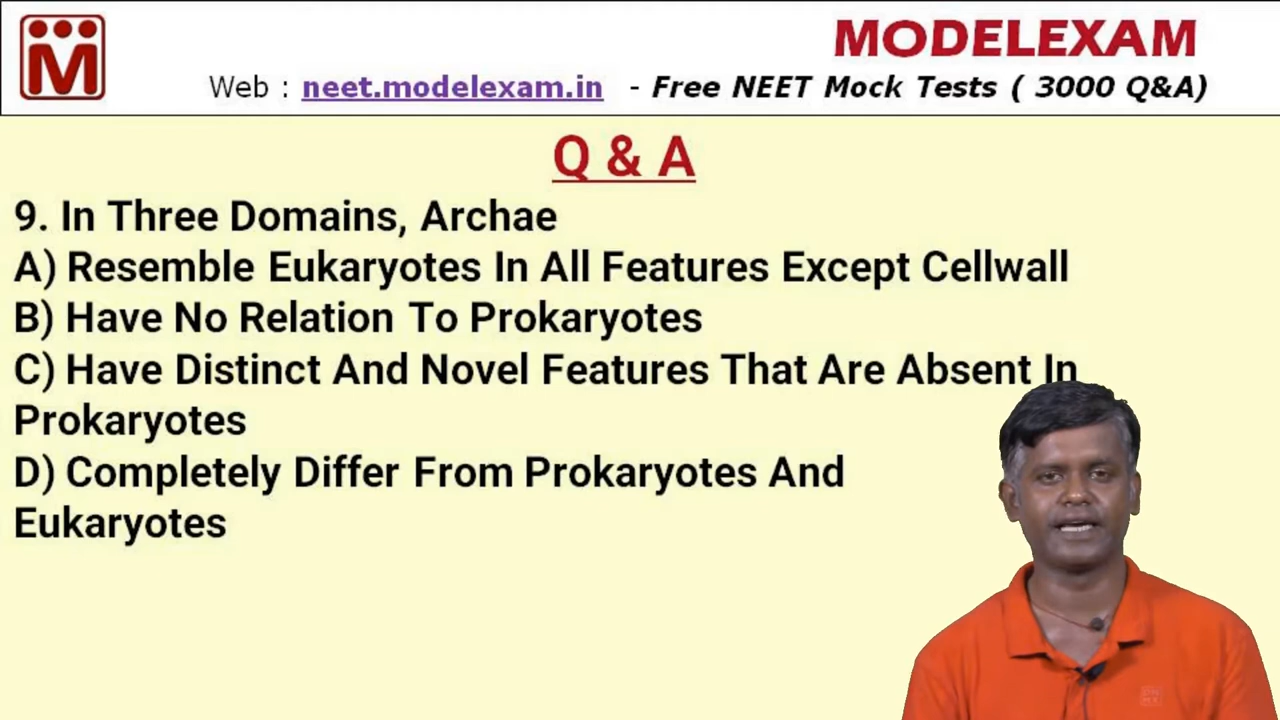 M
MODELEXAM
Web : neet.modelexam.in - Free NEET Mock Tests ( 3000 Q&A)
Q & A
9. In Three Domains, Archae
A) Resemble Eukaryotes In All Features Except Cellwall
B) Have No Relation To Prokaryotes
C) Have Distinct And Novel Features That Are Absent In
Prokaryotes
D) Completely Differ From Prokaryotes And
Eukaryotes